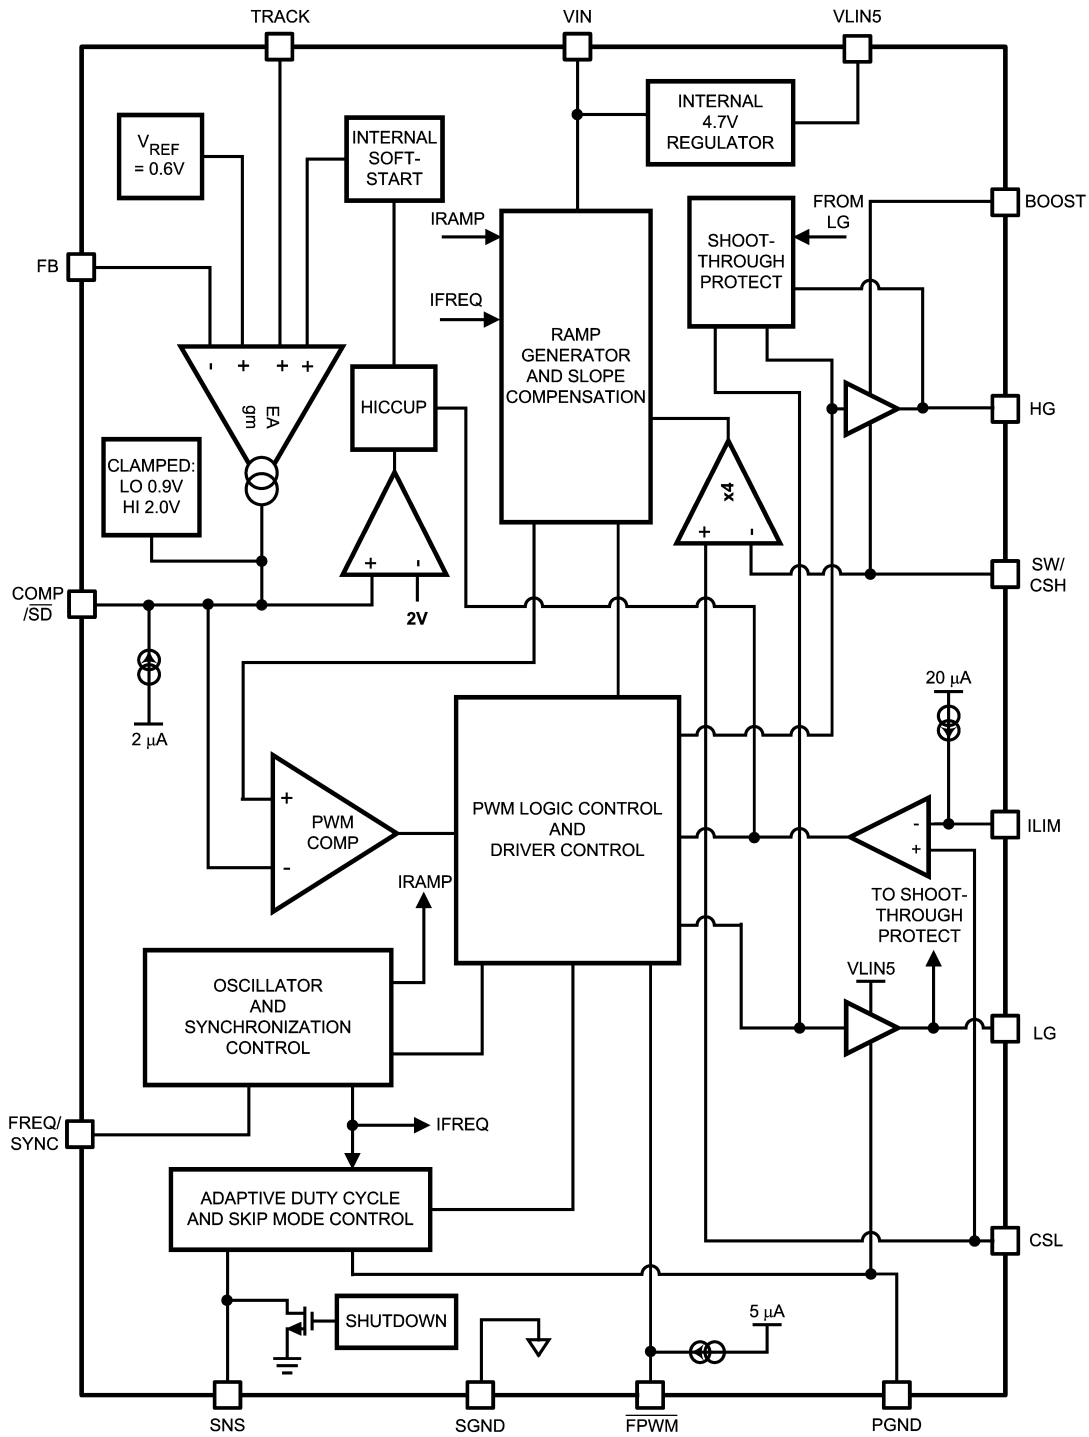 TRACK
VIN
VLIN5
INTERNAL
4.7V
REGULATOR
VREF
= 0.6V
INTERNAL
SOFT-
START
BOOST
FROM
LG
IRAMP
SHOOT-
THROUGH
PROTECT
FB
IFREQ
RAMP
GENERATOR
AND SLOPE
COMPENSATION
- + + +
EA
gm
HICCUP
HG
CLAMPED:
LO 0.9V
HI 2.0V
x4
+ -
+ -
2V
COMP
/SD
SW/
CSH
20 μA
2 μA
+
PWM
COMP
-
PWM LOGIC CONTROL
AND
DRIVER CONTROL
-
+
ILIM
IRAMP
TO SHOOT-
THROUGH
PROTECT
OSCILLATOR
AND
SYNCHRONIZATION
CONTROL
VLIN5
LG
FREQ/
SYNC
IFREQ
ADAPTIVE DUTY CYCLE
AND SKIP MODE CONTROL
CSL
SHUTDOWN
5 μA
SNS
SGND
FPWM
PGND